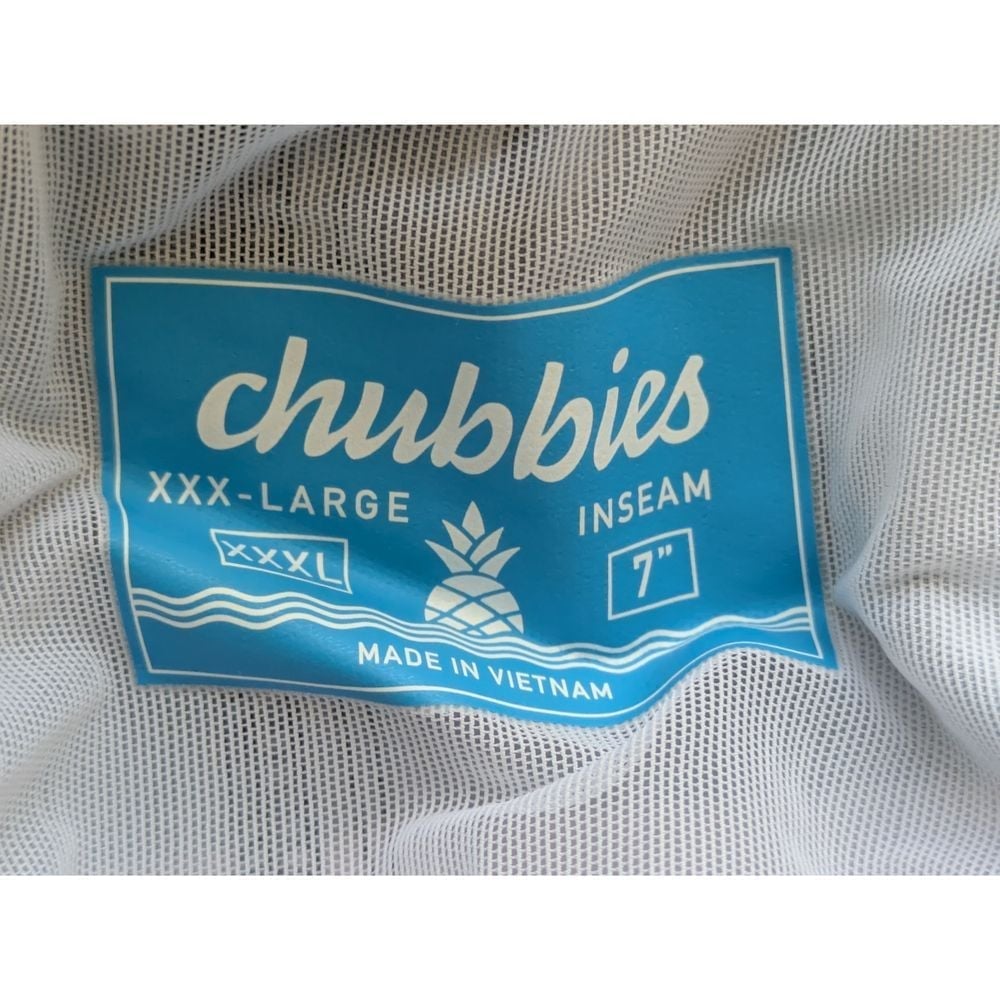 chubbies
XXX-LARGE
XXXL
INSEAM
7"
MADE IN VIETNAM